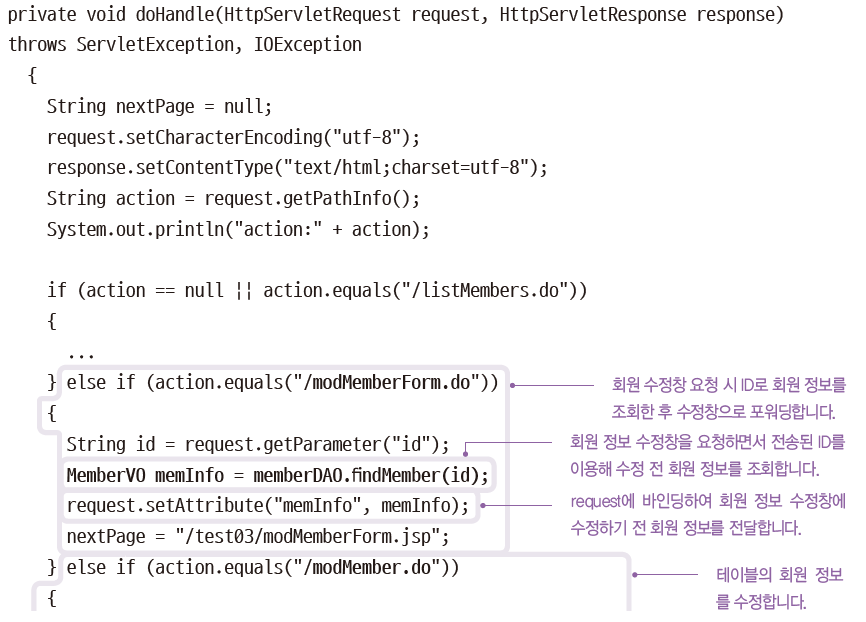 private void doHandle(HttpServletRequest request, HttpServletResponse response)
throws ServletException, IOException
{
String nextPage = null;
request.setCharacterEncoding("utf-8");
response.setContentType("text/html;charset=utf-8");
String action = request.getPathInfo();
System.out.println("action:" + action);
if (action == null || action.equals("/listMembers.do"))
{
...
} else if (action.equals("/modMemberForm.do"))
{
String id = request.getParameter("id");
MemberVO memInfo = memberDAO.findMember(id);
request.setAttribute("memInfo", memInfo);
nextPage = "/test03/modMemberForm.jsp";
} else if (action.equals("/modMember.do"))
{
회원 수정창 요청 시 ID로 회원 정보를
조회한 후 수정창으로 포워딩합니다.
회원 정보 수정창을 요청하면서 전송된 ID를
이용해 수정 전 회원 정보를 조회합니다.
request에 바인딩하여 회원 정보 수정창에
수정하기 전 회원 정보를 전달합니다.
테이블의 회원 정보
를 수정합니다.